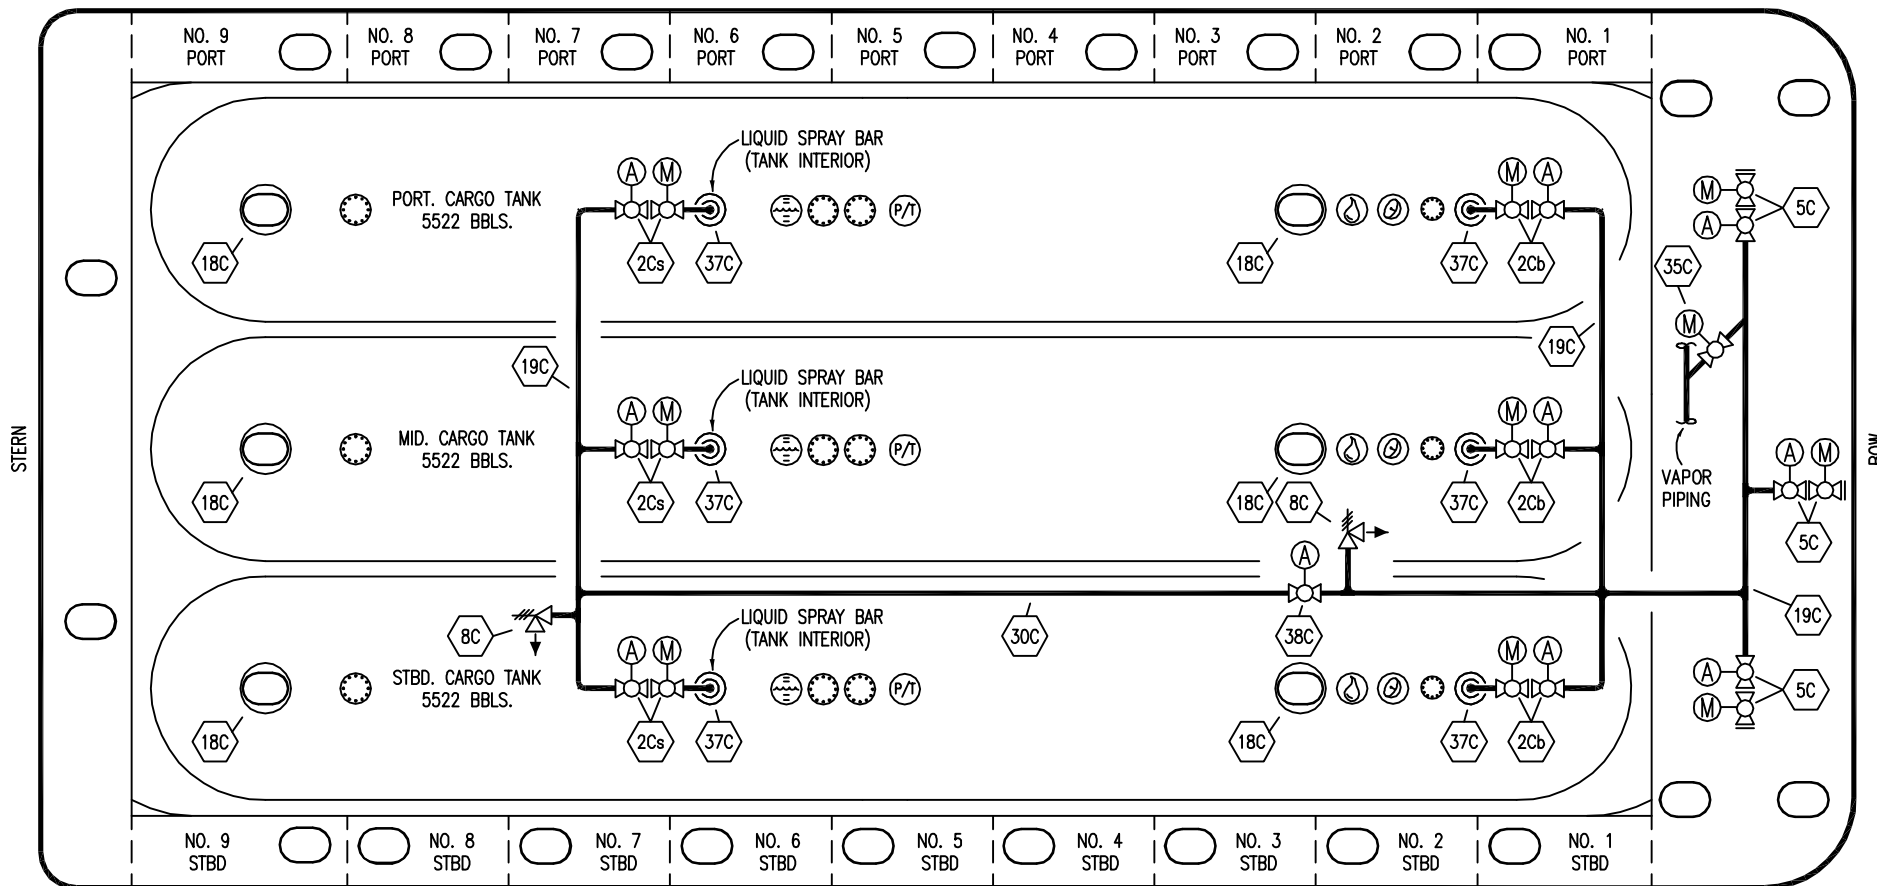 NO. 9
PORT
NO. 8
PORT
NO. 7
PORT
NO. 6
PORT
NO. 5
PORT
NO. 4
PORT
NO. 3
PORT
NO. 2
PORT
NO. 1
PORT
LIQUID SPRAY BAR
(TANK INTERIOR)
A
M
M
A
M
PORT. CARGO TANK
5522 BBLS.
P/T
5C
A
18C
2Cs
37C
18C
37C
2Cb
35C
M
19C
19C
LIQUID SPRAY BAR
(TANK INTERIOR)
A
M
M
A
STERN
MID. CARGO TANK
5522 BBLS.
P/T
A
M
BOW
VAPOR
PIPING
18C
2Cs
37C
18C
8C
37C
2Cb
5C
A
LIQUID SPRAY BAR
(TANK INTERIOR)
8C
30C
38C
19C
A
M
M
A
A
STBD. CARGO TANK
5522 BBLS.
P/T
5C
M
18C
2Cs
37C
18C
37C
2Cb
NO. 9
STBD
NO. 8
STBD
NO. 7
STBD
NO. 6
STBD
NO. 5
STBD
NO. 4
STBD
NO. 3
STBD
NO. 2
STBD
NO. 1
STBD